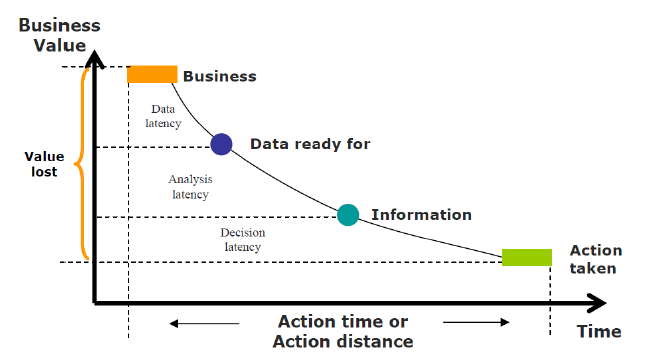 Business
Value
Business
Data
latency
Data ready for
Value
lost
Analysis
latency
Information
Decision
latency
Action
taken
Action time or
Action distance
Time